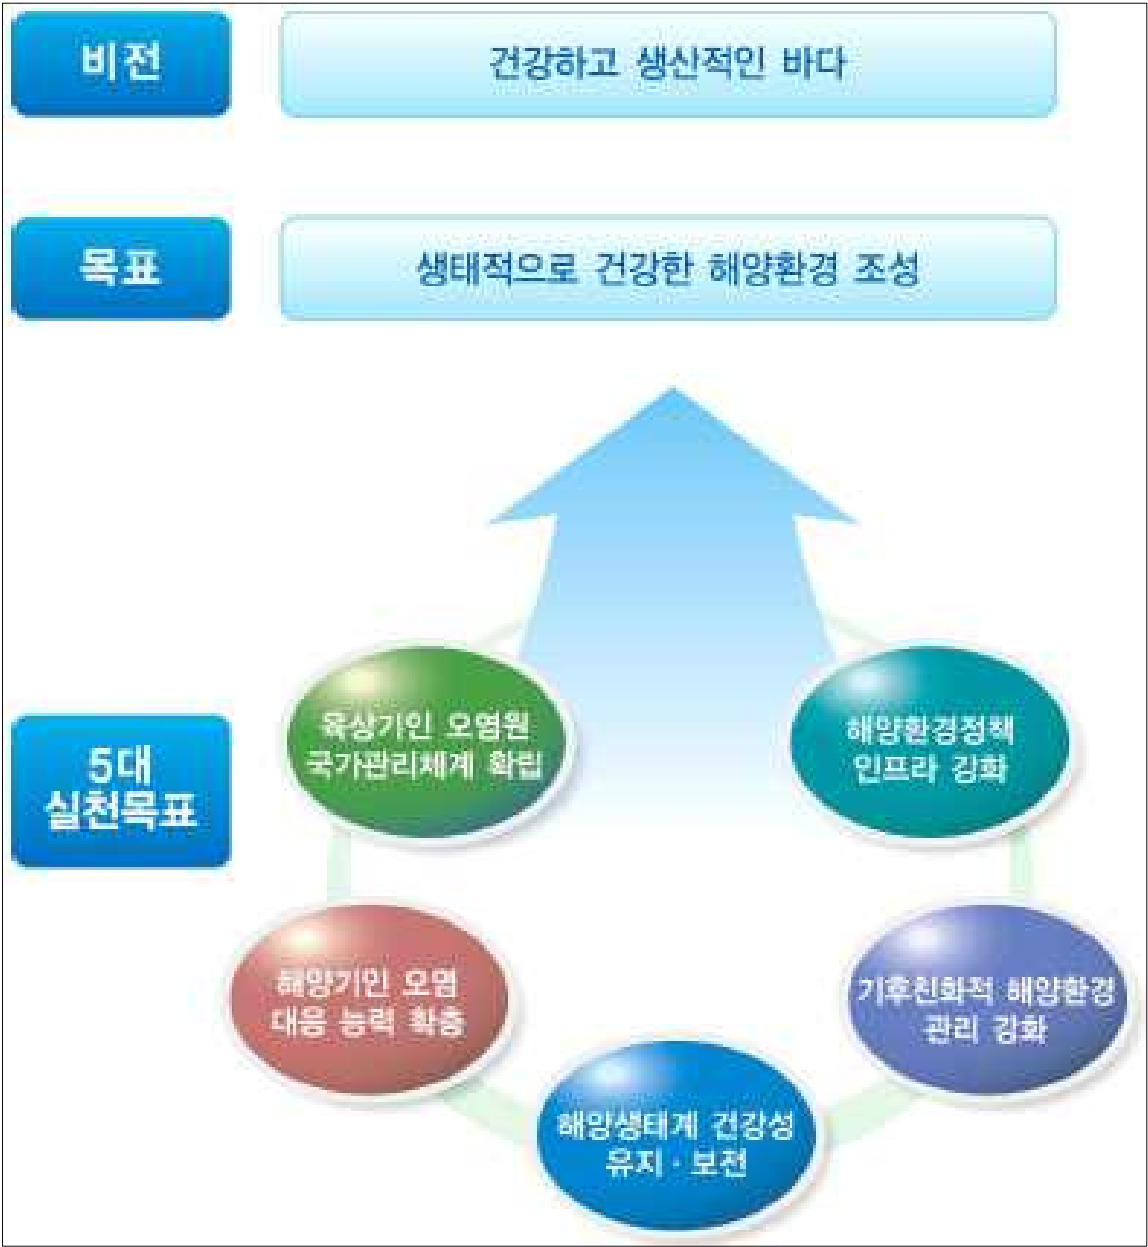 비전
건강하고 생산적인 바다
목표
생태적으로 건강한 해양환경 조성
5대
실천목표
육상기인 오염원
국가관리체계 확립
해양환경정책
인프라 강화
해양기인 오염
대응 능력 확충
기후친화적 해양환경
관리 강화
해양생태계 건강성
유지·보전